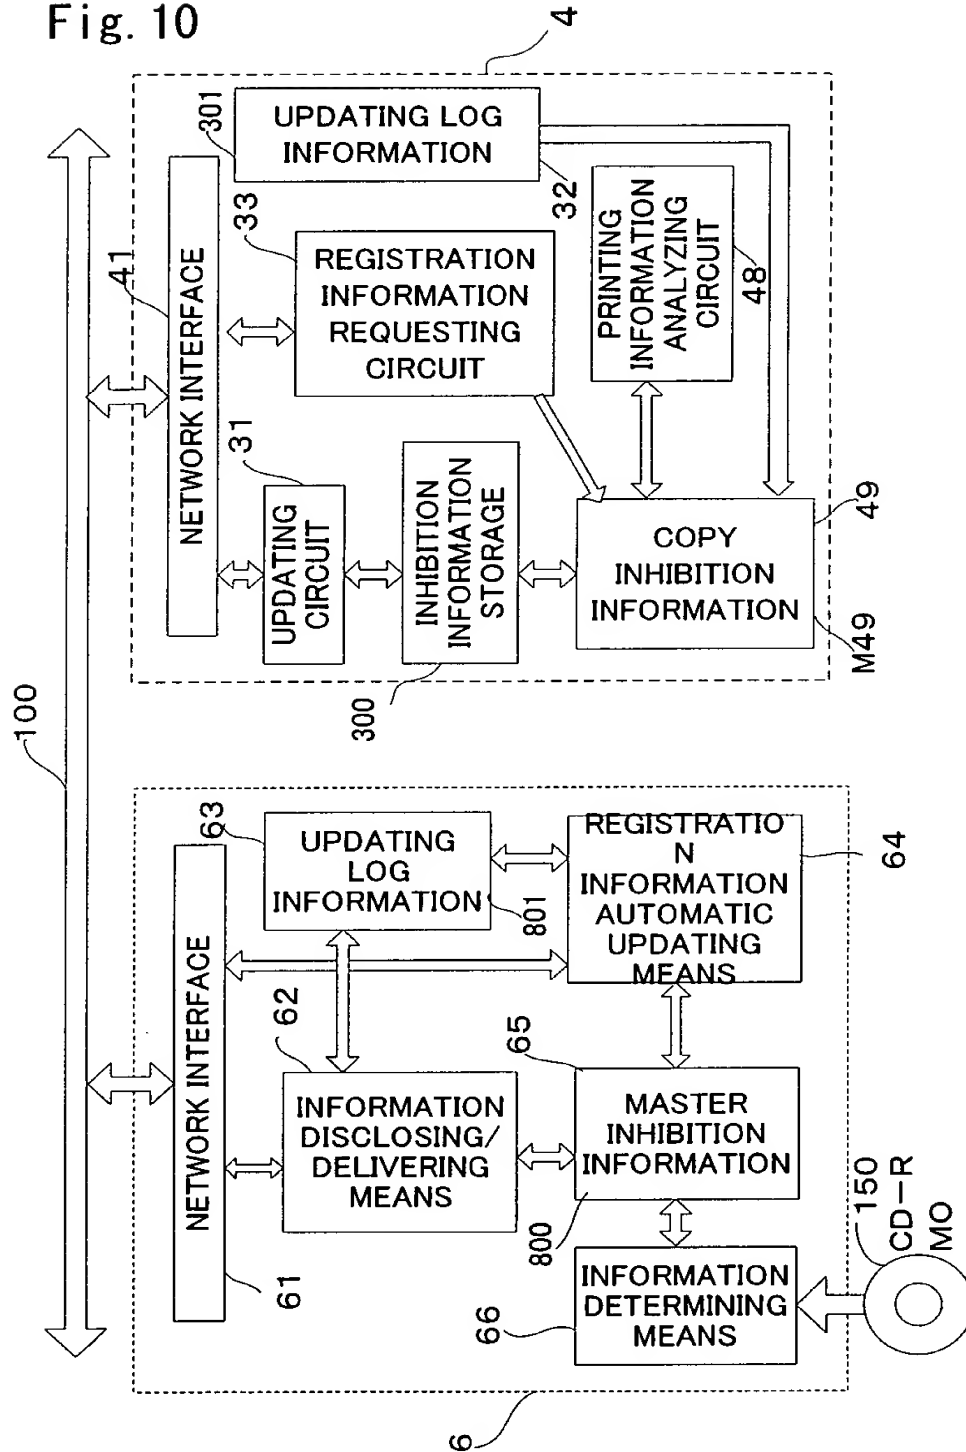 Fig. 10
4
301
UPDATING LOG
INFORMATION
32
33
REGISTRATION
INFORMATION
REQUESTING
CIRCUIT
PRINTING
INFORMATION
ANALYZING
CIRCUIT
48
41
NETWORK INTERFACE
31
UPDATING
CIRCUIT
INHIBITION
INFORMATION
STORAGE
300
COPY
INHIBITION
INFORMATION
49
M49
100
63
UPDATING
LOG
INFORMATION
801
REGISTRATIO
N
INFORMATION
AUTOMATIC
UPDATING
MEANS
64
NETWORK INTERFACE
61
62
INFORMATION
DISCLOSING/
DELIVERING
MEANS
65
MASTER
INHIBITION
INFORMATION
800
66
INFORMATION
DETERMINING
MEANS
150
CD-R
MO
6